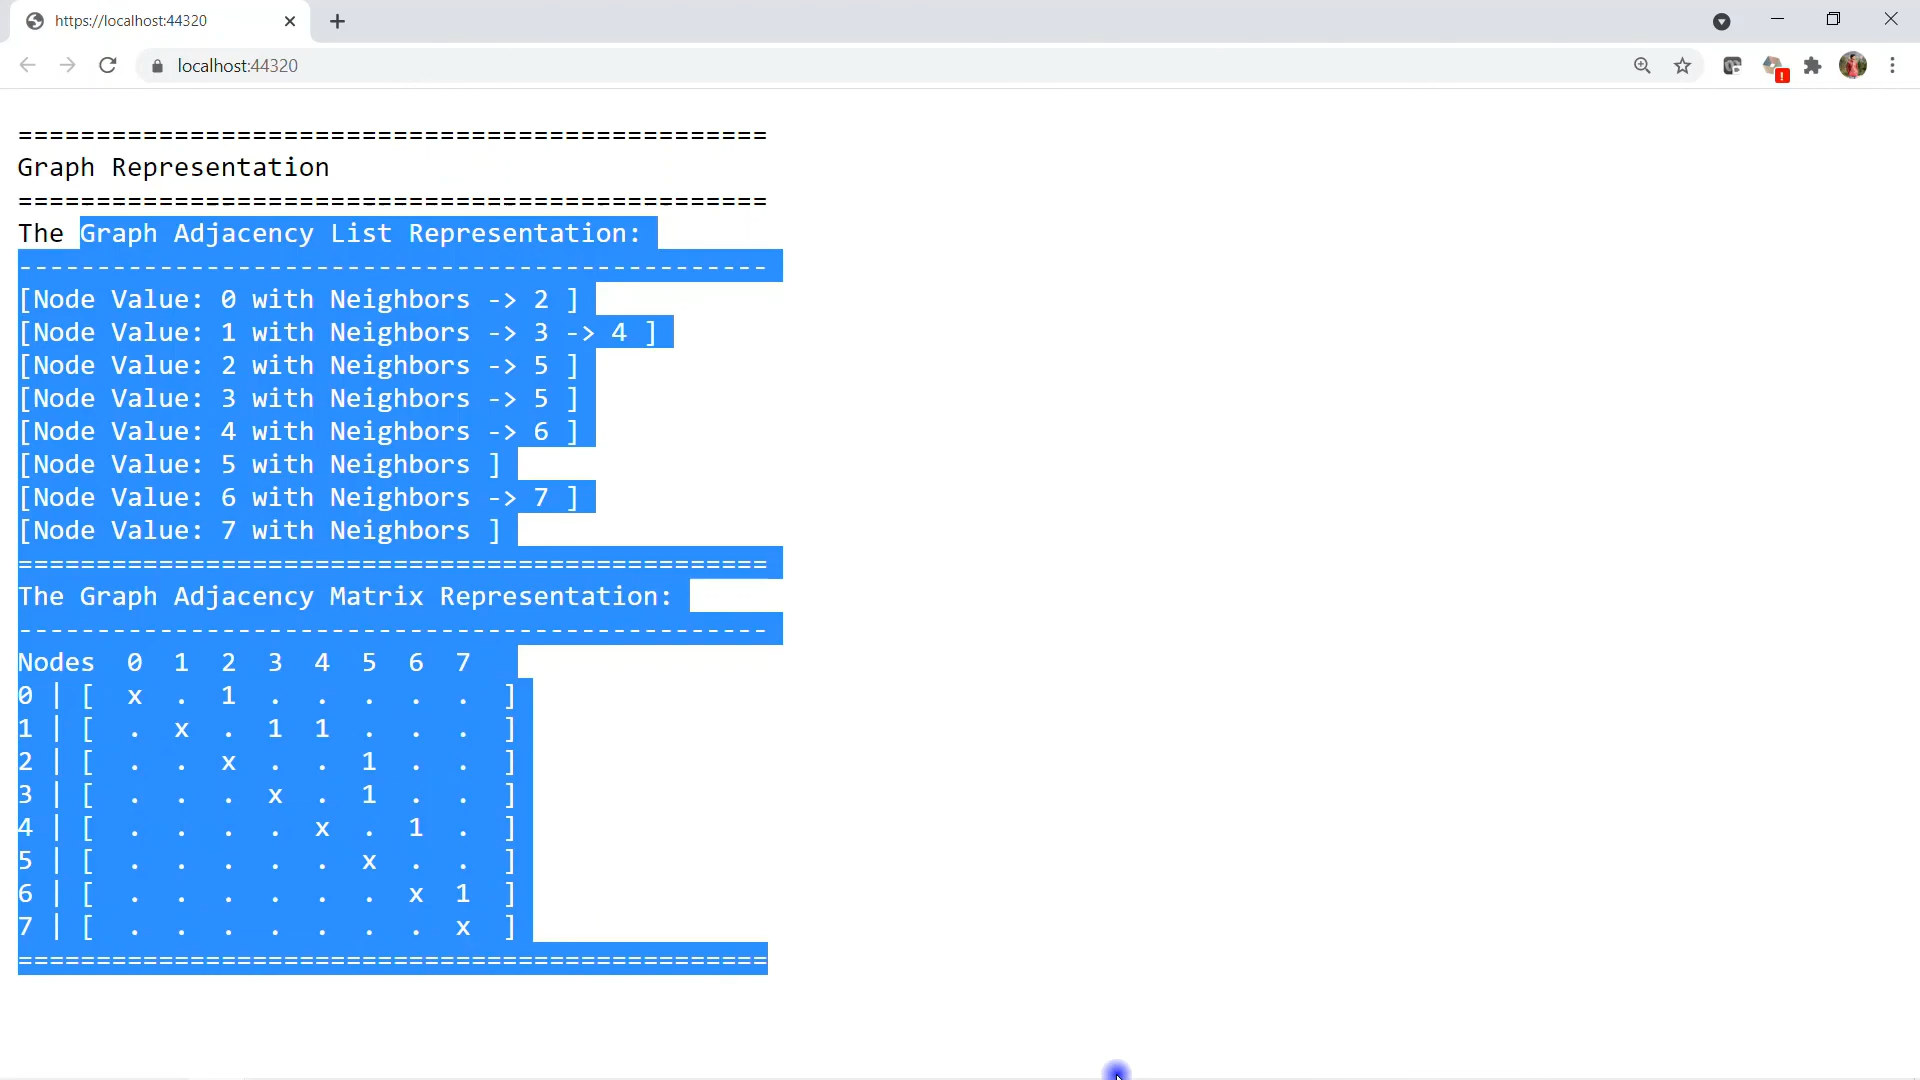 https://localhost:44320
localhost:44320
================================================
Graph Representation
================================================
The Graph Adjacency List Representation:
------------------------------------------------
[Node Value: 0 with Neighbors -> 2 ]
[Node Value: 1 with Neighbors -> 3 -> 4 ]
[Node Value: 2 with Neighbors -> 5 ]
[Node Value: 3 with Neighbors -> 5 ]
[Node Value: 4 with Neighbors -> 6 ]
[Node Value: 5 with Neighbors ]
[Node Value: 6 with Neighbors -> 7 ]
[Node Value: 7 with Neighbors ]
================================================
The Graph Adjacency Matrix Representation:
------------------------------------------------
Nodes  0  1  2  3  4  5  6  7
0 | [  x  .  1  .  .  .  .  .  ]
1 | [  .  x  .  1  1  .  .  .  ]
2 | [  .  .  x  .  .  1  .  .  ]
3 | [  .  .  .  x  .  1  .  .  ]
4 | [  .  .  .  .  x  .  1  .  ]
5 | [  .  .  .  .  .  x  .  .  ]
6 | [  .  .  .  .  .  .  x  1  ]
7 | [  .  .  .  .  .  .  .  x  ]
================================================